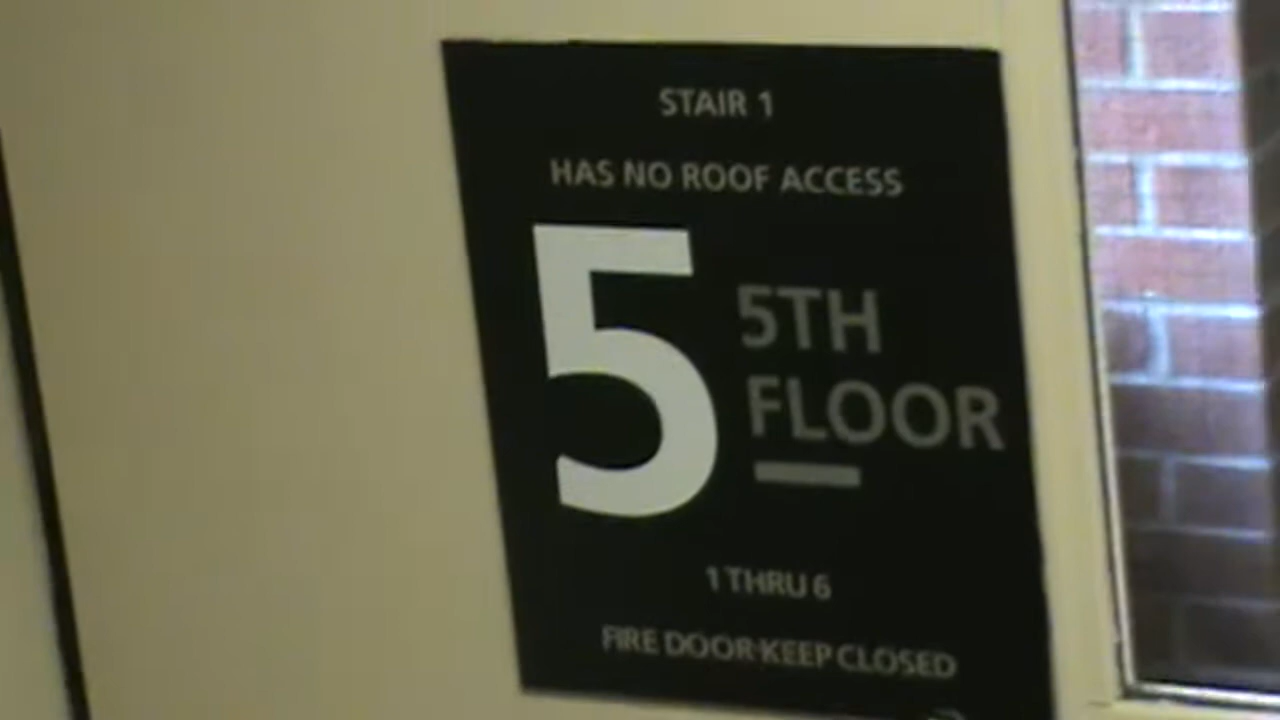 STAIR 1
HAS NO ROOF ACCESS
5
5TH
FLOOR
1 THRU 6
FIRE DOOR KEEP CLOSED